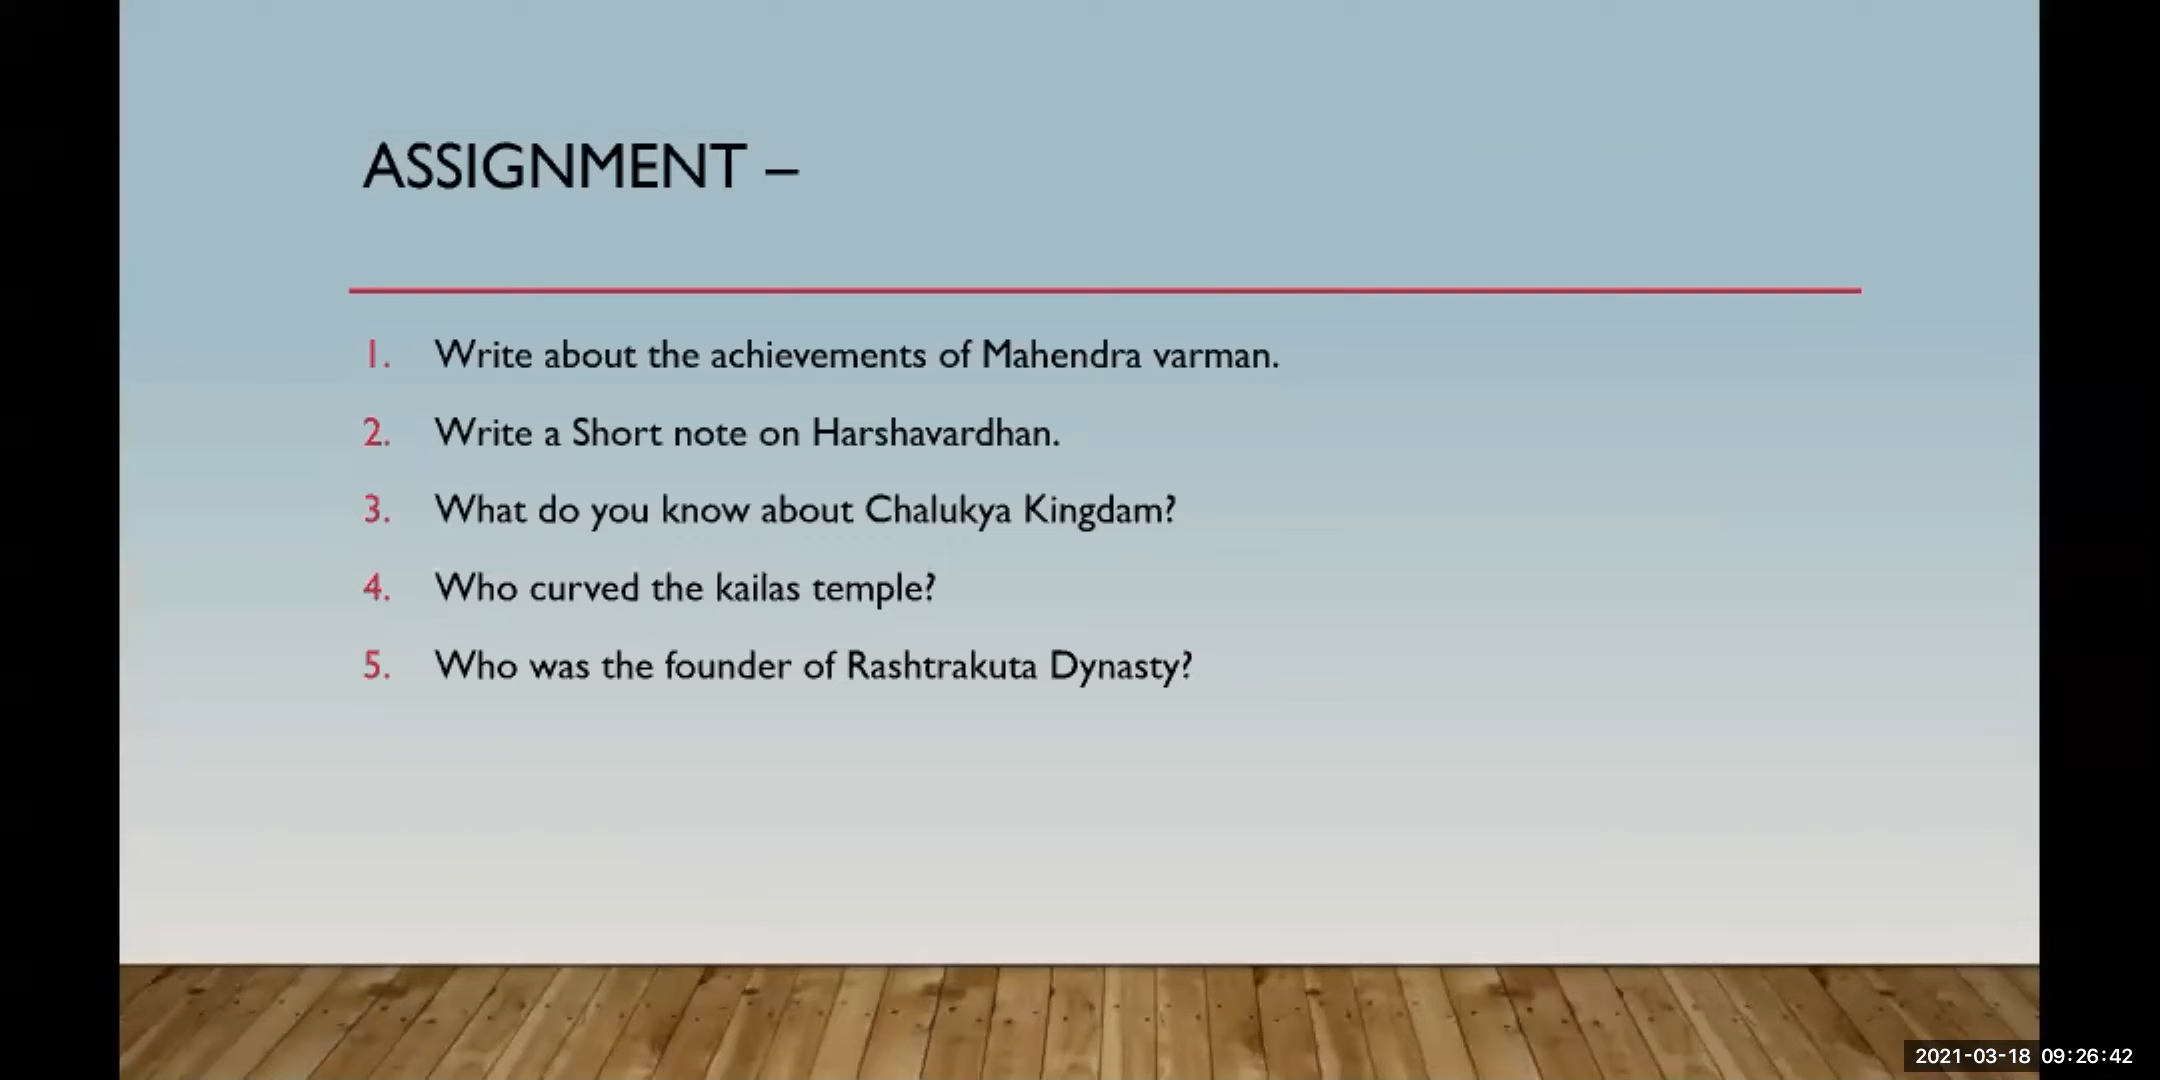 ASSIGNMENT –
1. Write about the achievements of Mahendra varman.
2. Write a Short note on Harshavardhan.
3. What do you know about Chalukya Kingdam?
4. Who curved the kailas temple?
5. Who was the founder of Rashtrakuta Dynasty?
2021-03-18 09:26:42